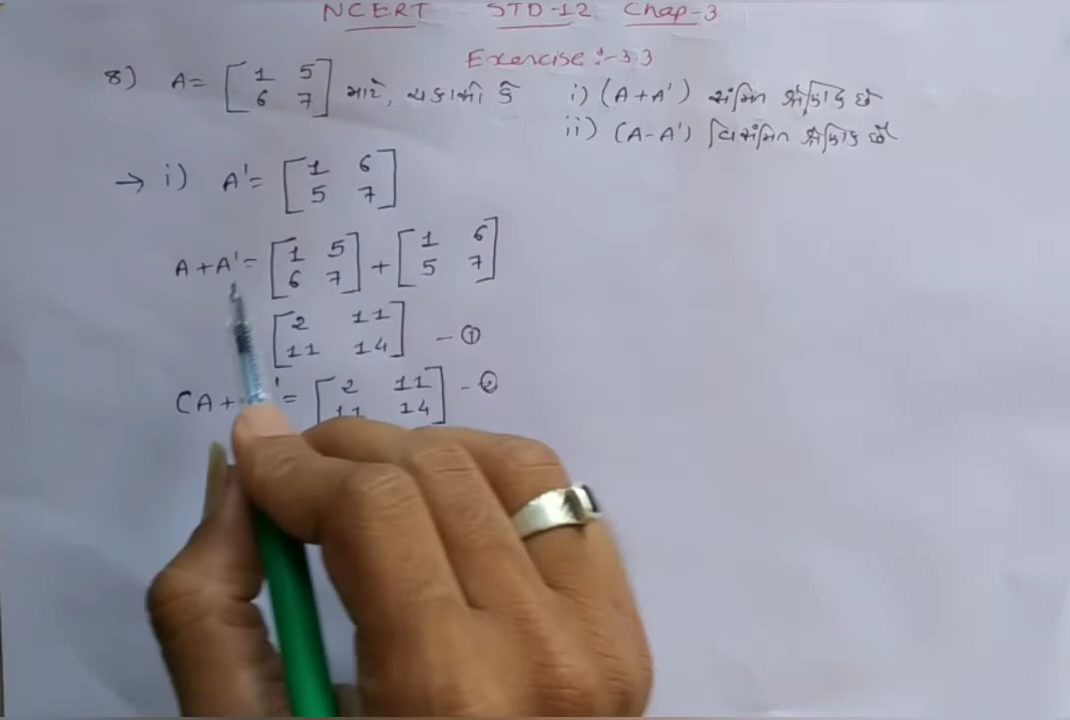 NCERT STD-12 Chap-3
Exercise:-3.3
8) A = [ 1 5 6 7 ] માટે, ચકાસો કે i) (A+A') સંમિત શ્રેણિક છે
ii) (A-A') વિસંમિત શ્રેણિક છે
→ i) A' = [ 1 6 5 7 ]
A+A' = [ 1 5 6 7 ] + [ 1 6 5 7 ]
[ 2 11 11 14 ] - ①
(A+ ' = [ 2 11 11 14 ] - ②